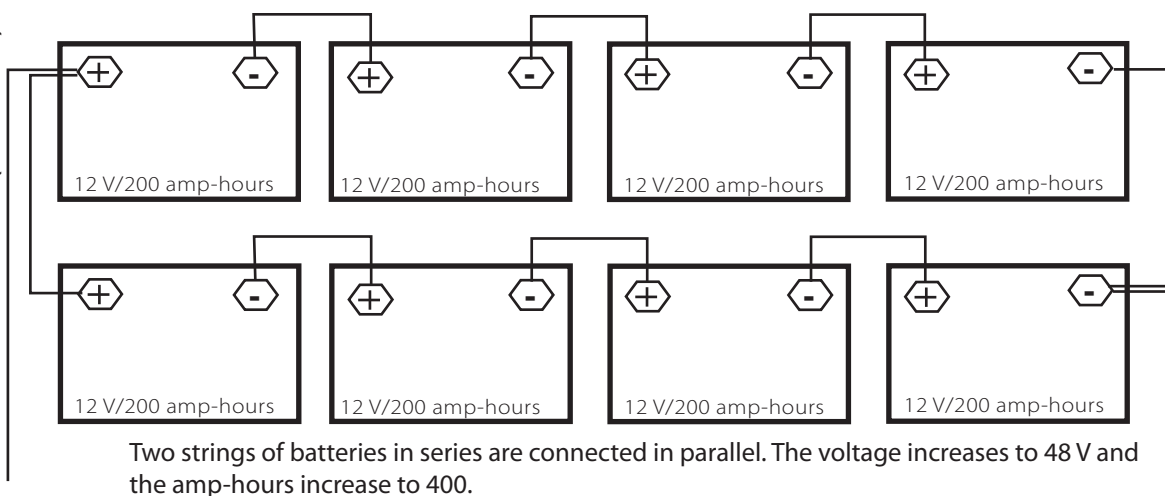 + - + - + - + -
12 V/200 amp-hours 12 V/200 amp-hours 12 V/200 amp-hours 12 V/200 amp-hours
+ - + - + - + -
12 V/200 amp-hours 12 V/200 amp-hours 12 V/200 amp-hours 12 V/200 amp-hours
Two strings of batteries in series are connected in parallel. The voltage increases to 48 V and
the amp-hours increase to 400.